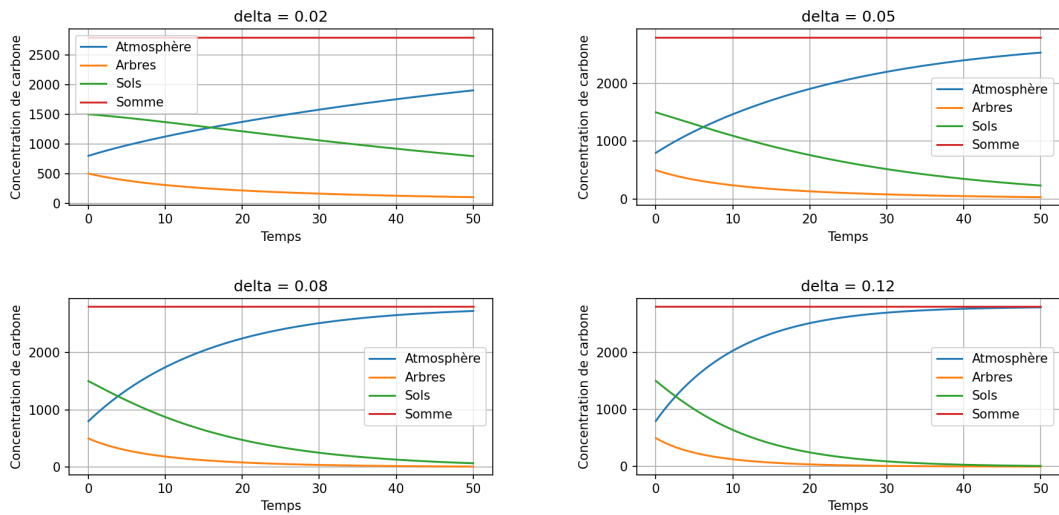 delta = 0.02
Concentration de carbone
2500
2000
1500
1000
500
0
Atmosphère
Arbres
Sols
Somme
0 10 20 30 40 50
Temps
delta = 0.05
Concentration de carbone
2000
1000
0
Atmosphère
Arbres
Sols
Somme
0 10 20 30 40 50
Temps
delta = 0.08
Concentration de carbone
2000
1000
0
Atmosphère
Arbres
Sols
Somme
0 10 20 30 40 50
Temps
delta = 0.12
Concentration de carbone
2000
1000
0
Atmosphère
Arbres
Sols
Somme
0 10 20 30 40 50
Temps